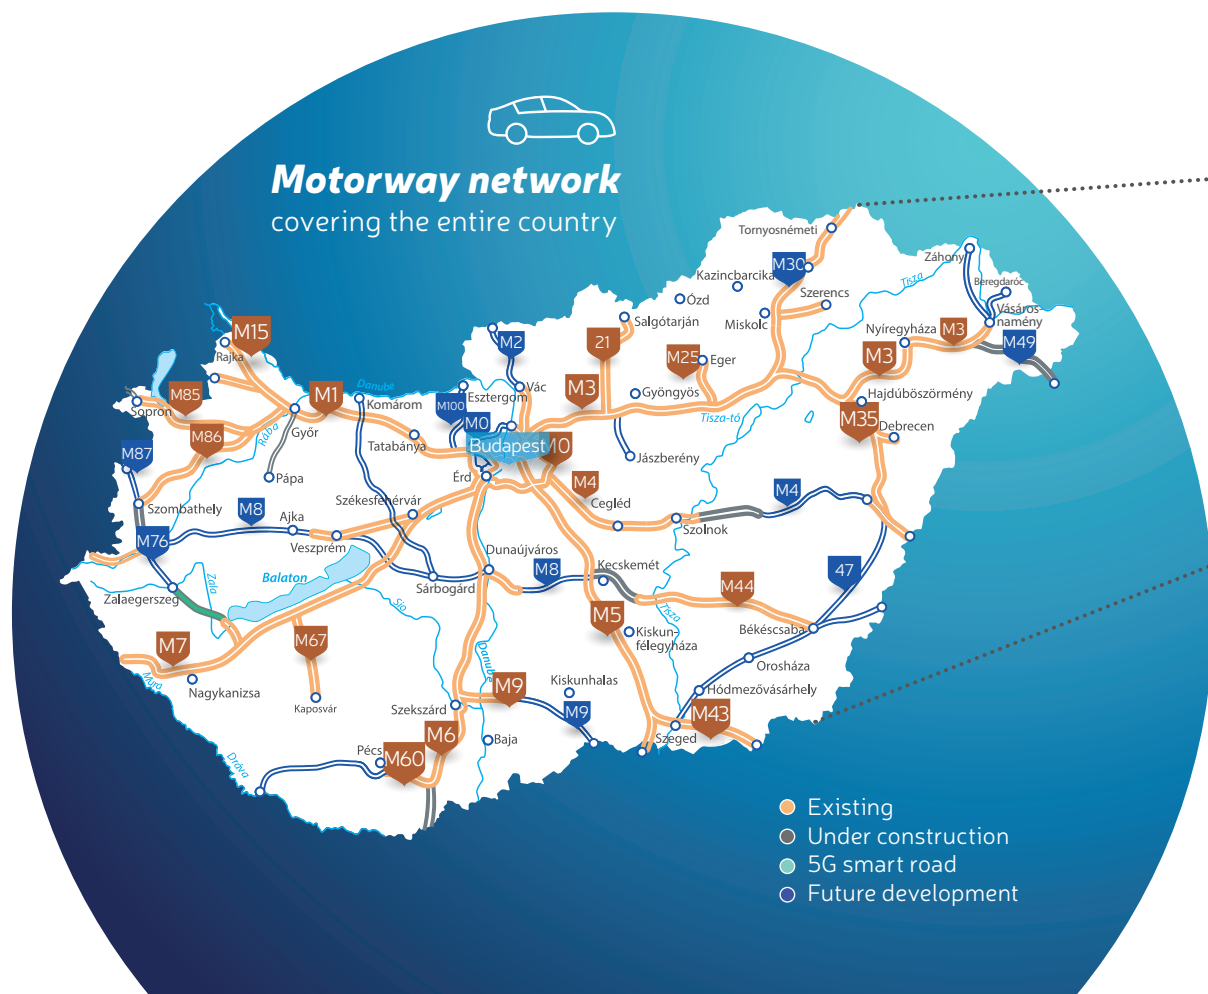 Motorway network
covering the entire country
Tornyosnémeti
Záhony
Tisza
M30
Kazincbarcika
Beregdaróc
Szerencs
Ózd
Vásáros-
namény
M15
Salgótarján
Miskolc
Nyíregyháza
M3
M49
M2
21
Rajka
M25
Eger
M3
Danube
Vác
M3
Gyöngyös
Hajdúböszörmény
M85
M1
Esztergom
Komárom
M100
Sopron
Tisza-tó
M35
M0
Debrecen
M86
Rába
Győr
Tatabánya
Budapest
M87
Jászberény
Pápa
Érd
M4
M4
Székesfehérvár
Cegléd
Szombathely
M8
Ajka
Szolnok
M76
Veszprém
Dunaújváros
Kecskemét
Balaton
Zala
M8
47
Sárbogárd
M44
Zalaegerszeg
Sio
Tisza
M5
Békéscsaba
M67
Kiskun-
félegyháza
M7
Danube
Orosháza
Mura
M9
Kiskunhalas
Nagykanizsa
Hódmezővásárhely
Kaposvár
Szekszárd
M9
M43
M6
Baja
Szeged
Pécs
M60
Dráva
Existing
Under construction
5G smart road
Future development